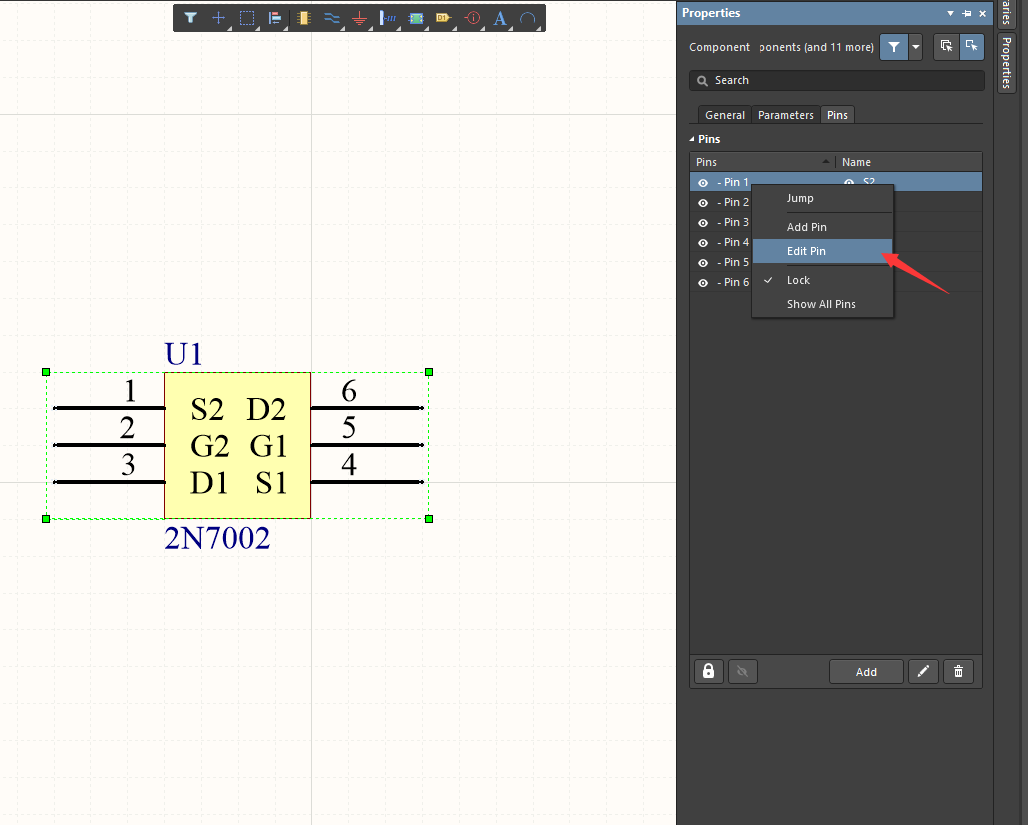 D1
A
Properties
Component ponents (and 11 more)
Search
General Parameters Pins
Pins
Pins Name
- Pin 1 S2
- Pin 2
- Pin 3
- Pin 4
- Pin 5
- Pin 6
Jump
Add Pin
Edit Pin
Lock
Show All Pins
Add
aries
Properties
U1
1 S2 D2 6
2 G2 G1 5
3 D1 S1 4
2N7002